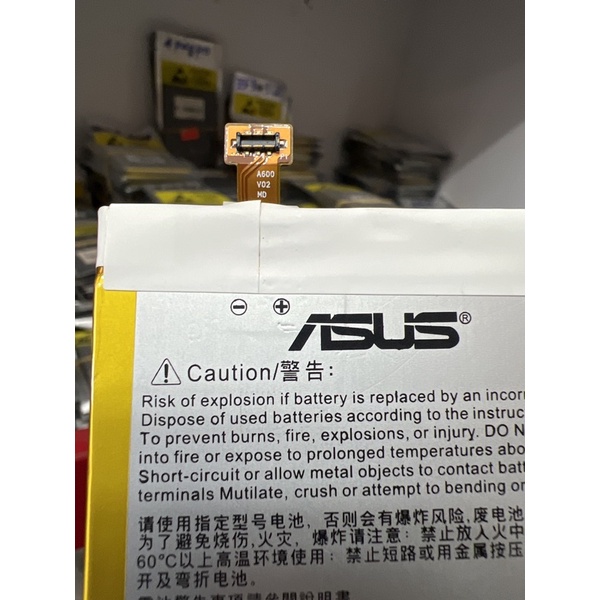 A600
V02
MD
⊖ ⊕
ASUS®
Caution/警告:
Risk of explosion if battery is replaced by an incor
Dispose of used batteries according to the instruc
To prevent burns, fire, explosions, or injury. DO N
into fire or expose to prolonged temperatures abo
Short-circuit or allow metal objects to contact batt
terminals Mutilate, crush or attempt to bending or
请使用指定型号电池，否则会有爆炸风险,废电池
为了避免烧伤,火灾，爆炸请注意：禁止放入火中
60℃以上高温环境使用：禁止短路或用金属按压
开及弯折电池。